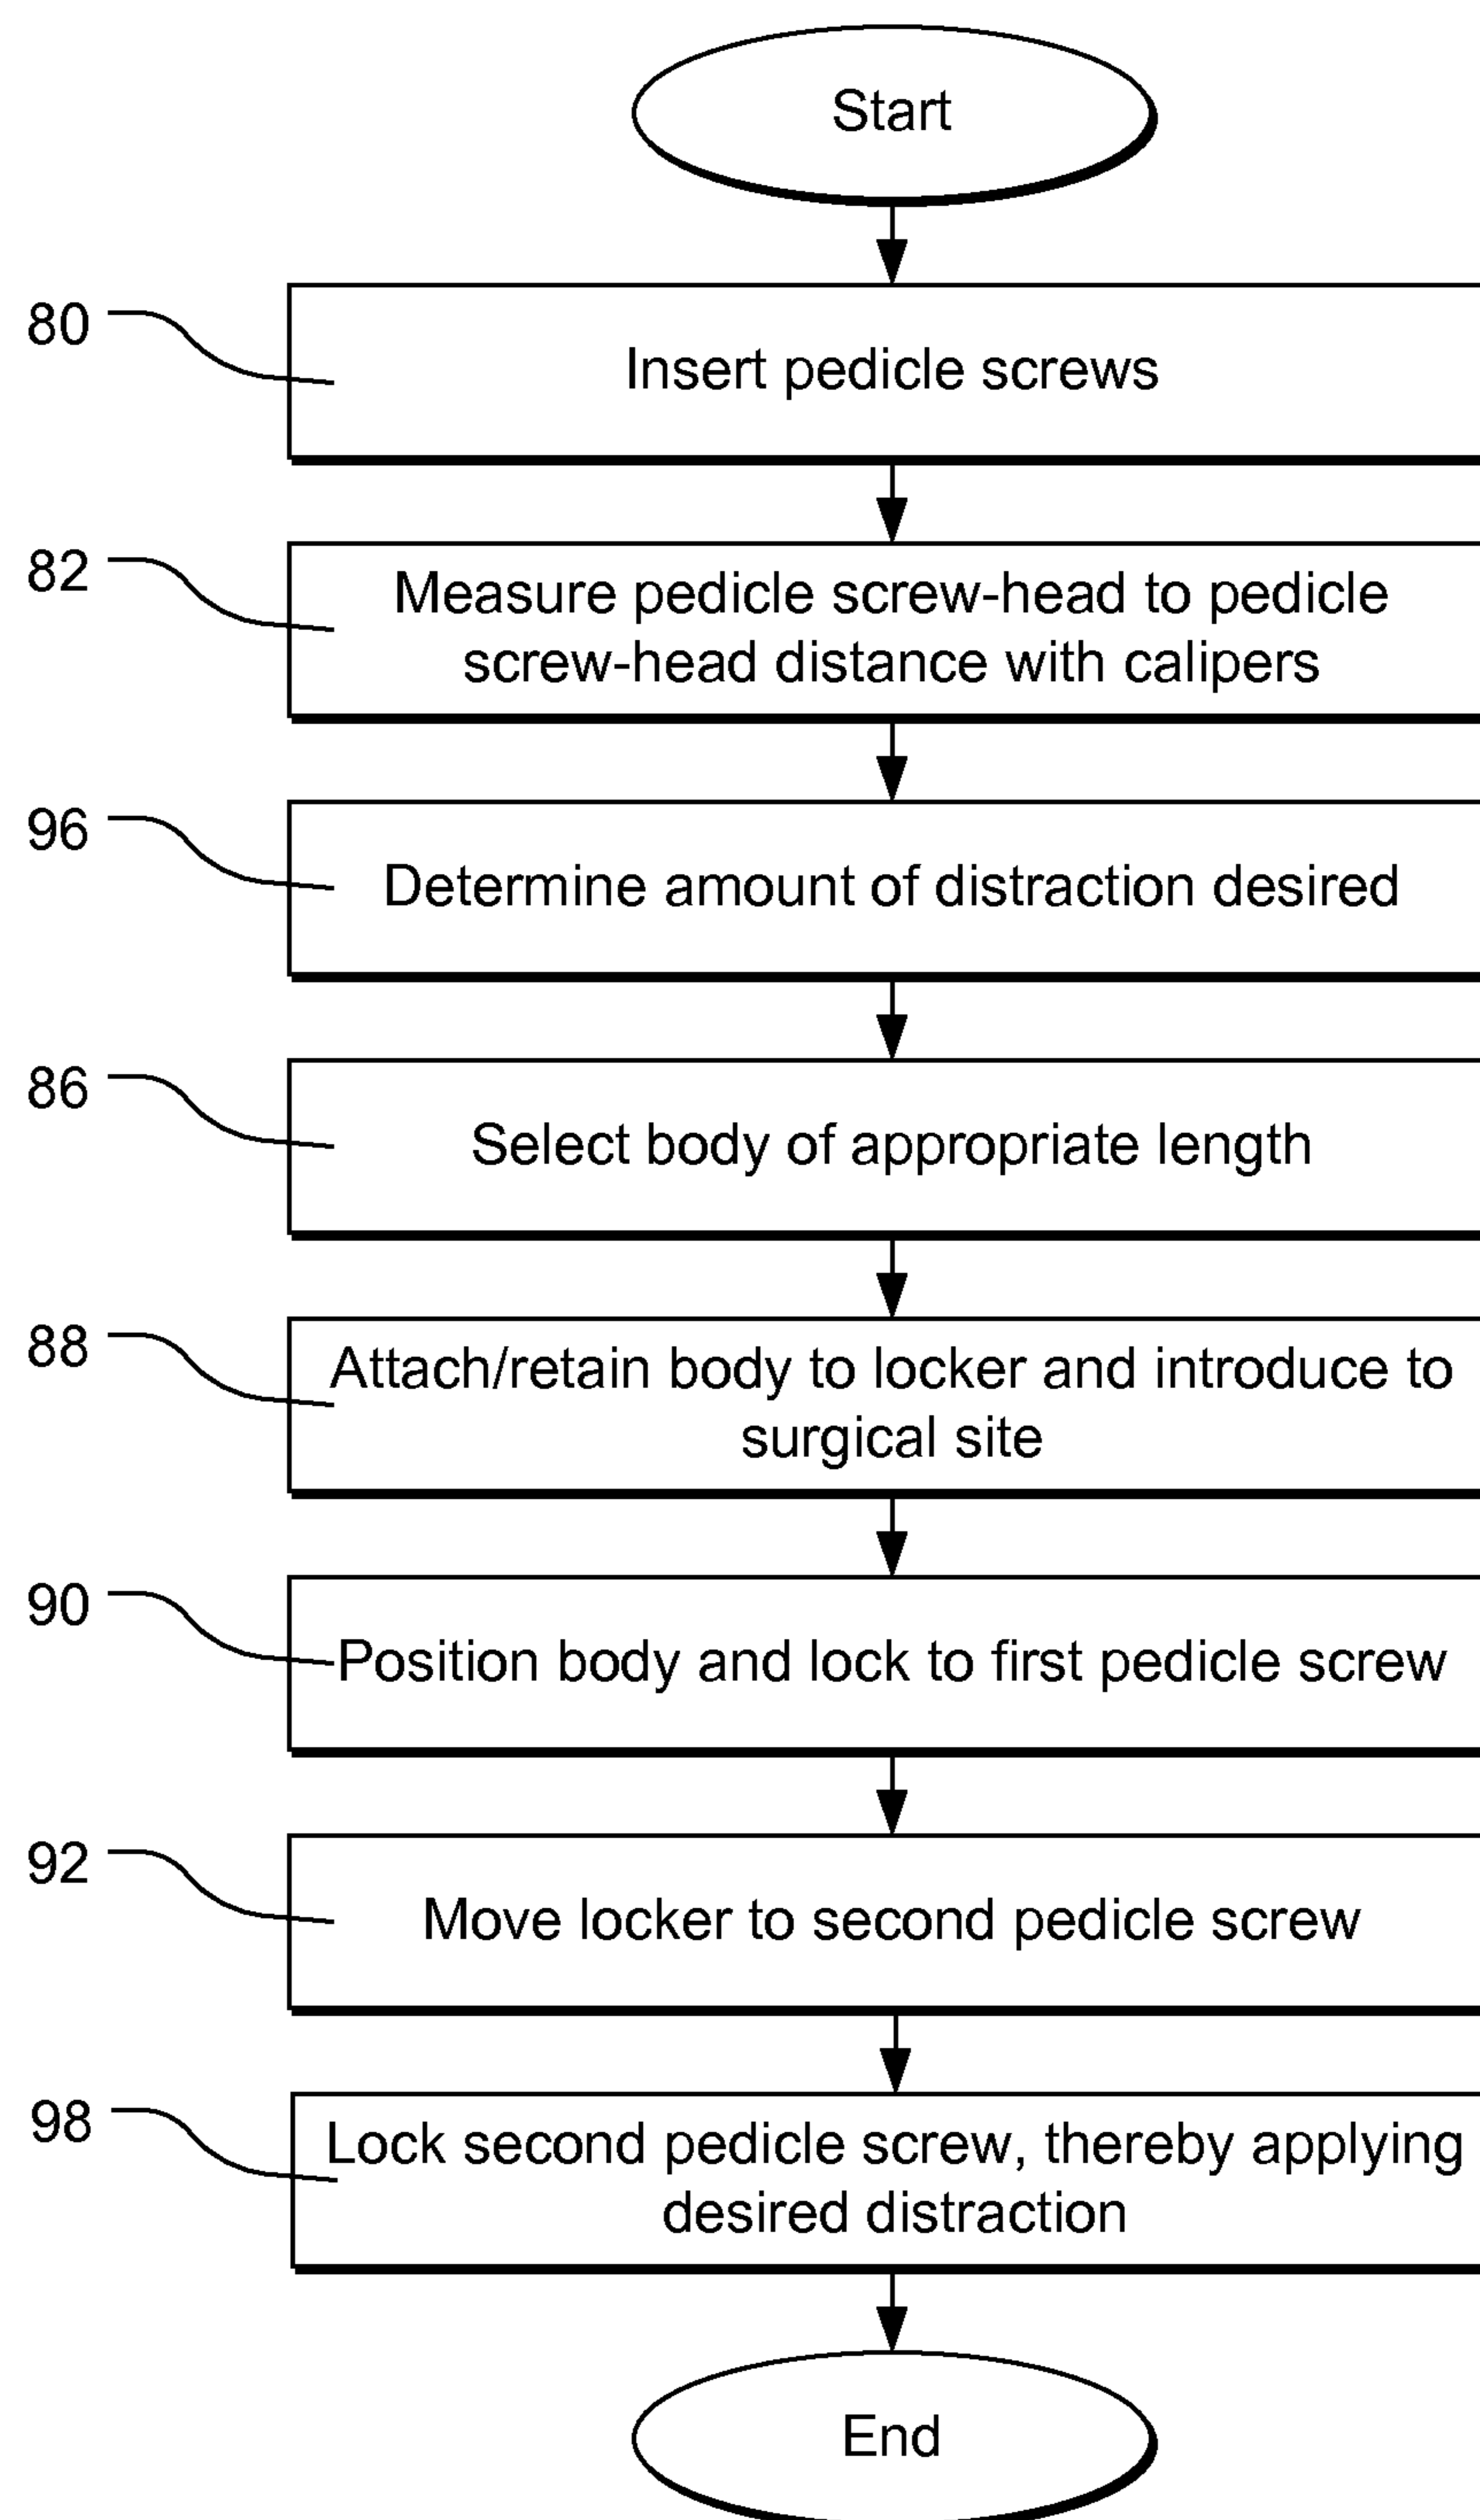 Start
80
Insert pedicle screws
82
Measure pedicle screw-head to pedicle
screw-head distance with calipers
96
Determine amount of distraction desired
86
Select body of appropriate length
88
Attach/retain body to locker and introduce to
surgical site
90
Position body and lock to first pedicle screw
92
Move locker to second pedicle screw
98
Lock second pedicle screw, thereby applying
desired distraction
End